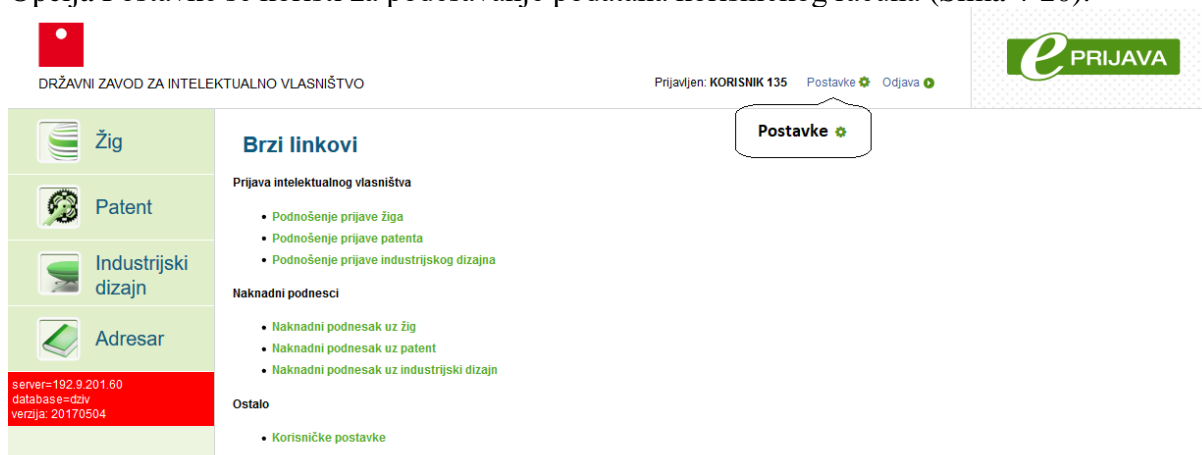 Opcija Postavke se koristi za podešavanje podataka korisničkog računa (Slika 4-26).
DRŽAVNI ZAVOD ZA INTELEKTUALNO VLASNIŠTVO
Prijavljen: KORISNIK 135 Postavke Odjava
ePRIJAVA
Postavke
Žig
Patent
Industrijski
dizajn
Adresar
server=192.9.201.60
database=dziv
verzija: 20170504
Brzi linkovi
Prijava intelektualnog vlasništva
• Podnošenje prijave žiga
• Podnošenje prijave patenta
• Podnošenje prijave industrijskog dizajna
Naknadni podnesci
• Naknadni podnesak uz žig
• Naknadni podnesak uz patent
• Naknadni podnesak uz industrijski dizajn
Ostalo
• Korisničke postavke